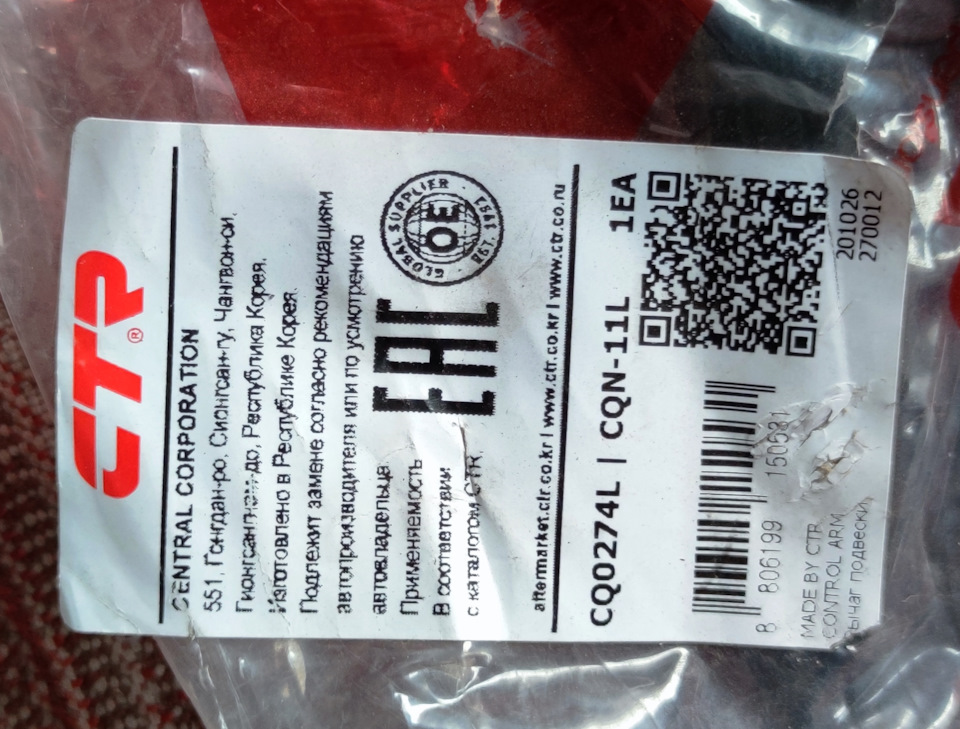 CTR®
CENTRAL CORPORATION
551, Гонгдан-ро, Сионгсан-гу, Чангвон-си,
Гионгсангнам-до, Республика Корея.
Изготовлено в Республике Корея.
Подлежит замене согласно рекомендациям
автопроизводителя или по усмотрению
автовладельца.
Применяемость
В соответствии
с каталогом CTR
EAC
GLOBAL SUPPLIER
OE
aftermarket.ctr.co.kr | www.ctr.co.kr | www.ctr.co.ru
CQ0274L | CQN-11L 1EA
201026
270012
8 806199 150531
MADE BY CTR
CONTROL ARM
Рычаг подвески